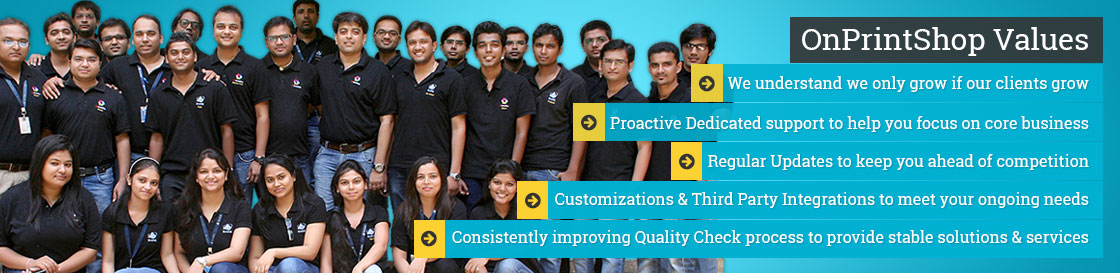 OnPrintShop Values
We understand we only grow if our clients grow
Proactive Dedicated support to help you focus on core business
Regular Updates to keep you ahead of competition
Customizations & Third Party Integrations to meet your ongoing needs
Consistently improving Quality Check process to provide stable solutions & services